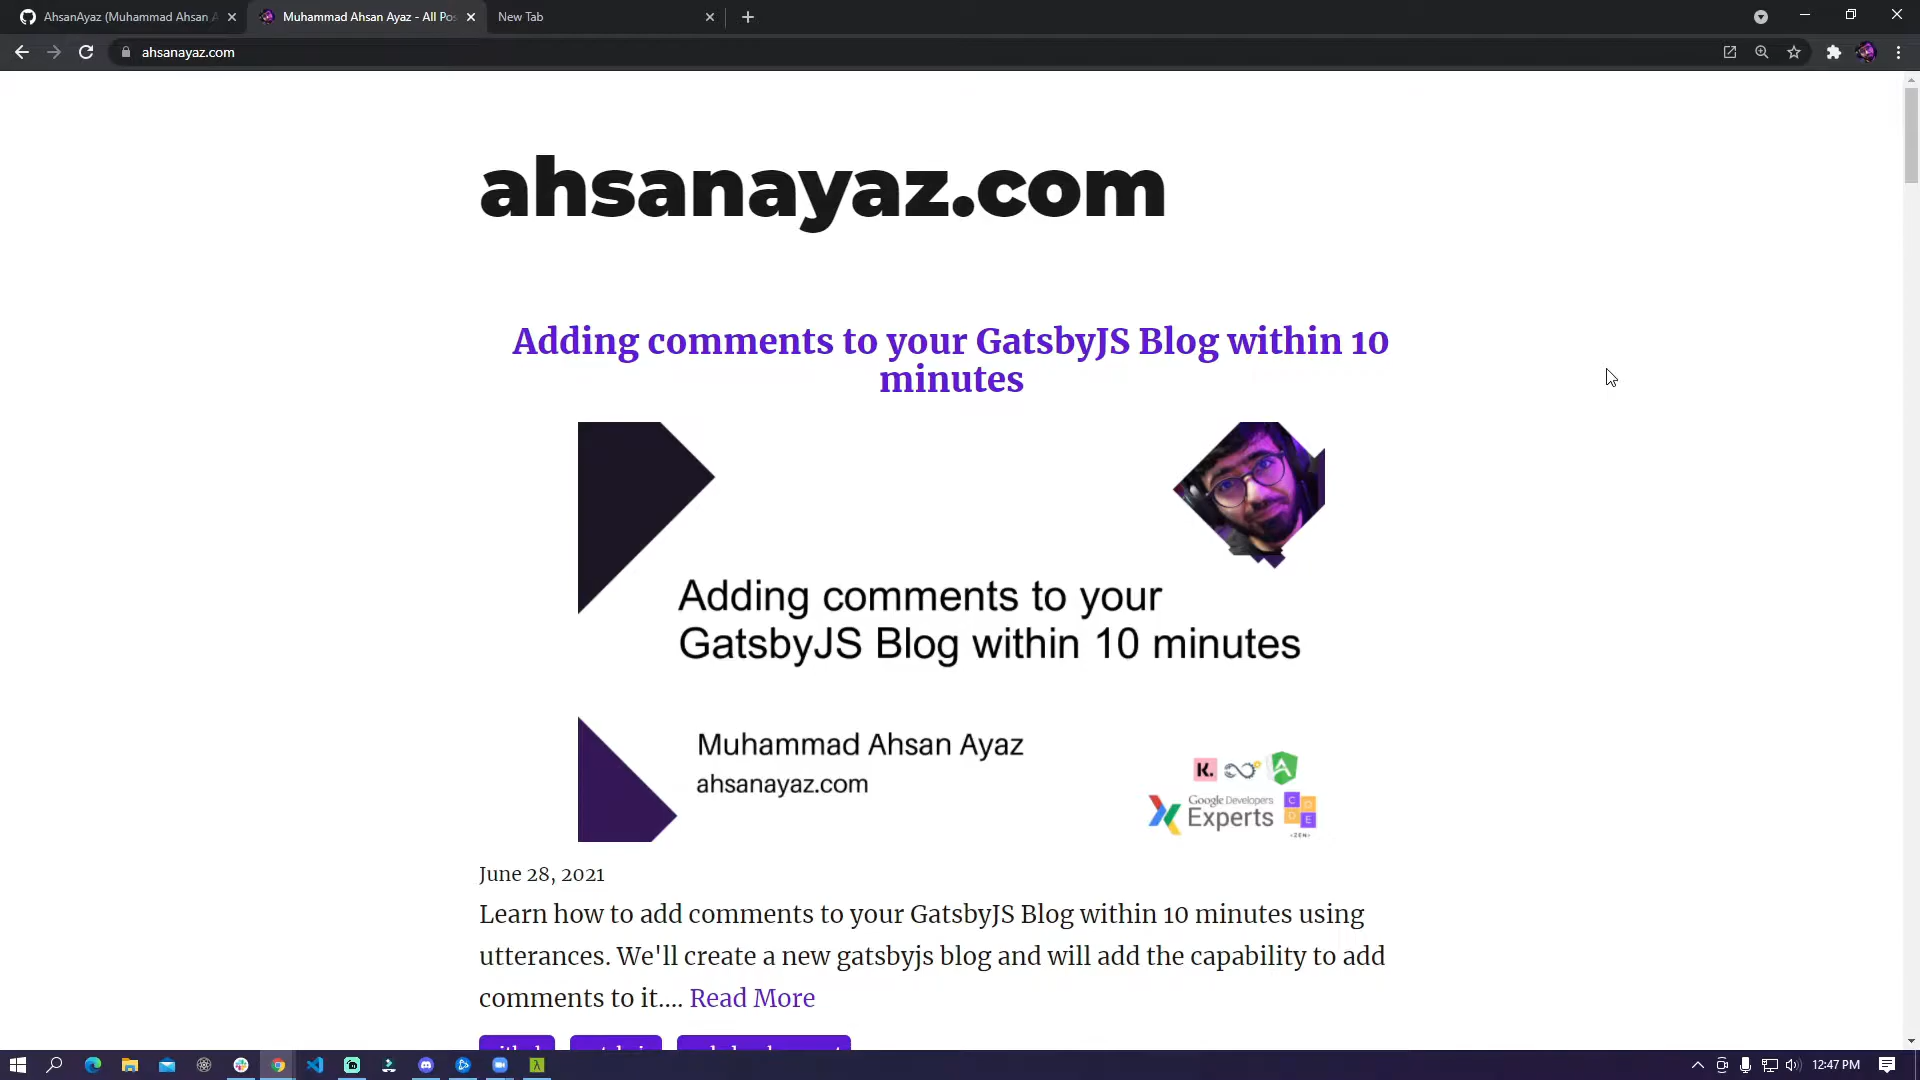 AhsanAyaz (Muhammad Ahsan A
Muhammad Ahsan Ayaz - All Pos
New Tab
ahsanayaz.com
ahsanayaz.com
Adding comments to your GatsbyJS Blog within 10
minutes
Adding comments to your
GatsbyJS Blog within 10 minutes
Muhammad Ahsan Ayaz
ahsanayaz.com
K.
Google Developers
Experts
C O
D E
<ZEN>
June 28, 2021
Learn how to add comments to your GatsbyJS Blog within 10 minutes using
utterances. We'll create a new gatsbyjs blog and will add the capability to add
comments to it.... Read More
12:47 PM